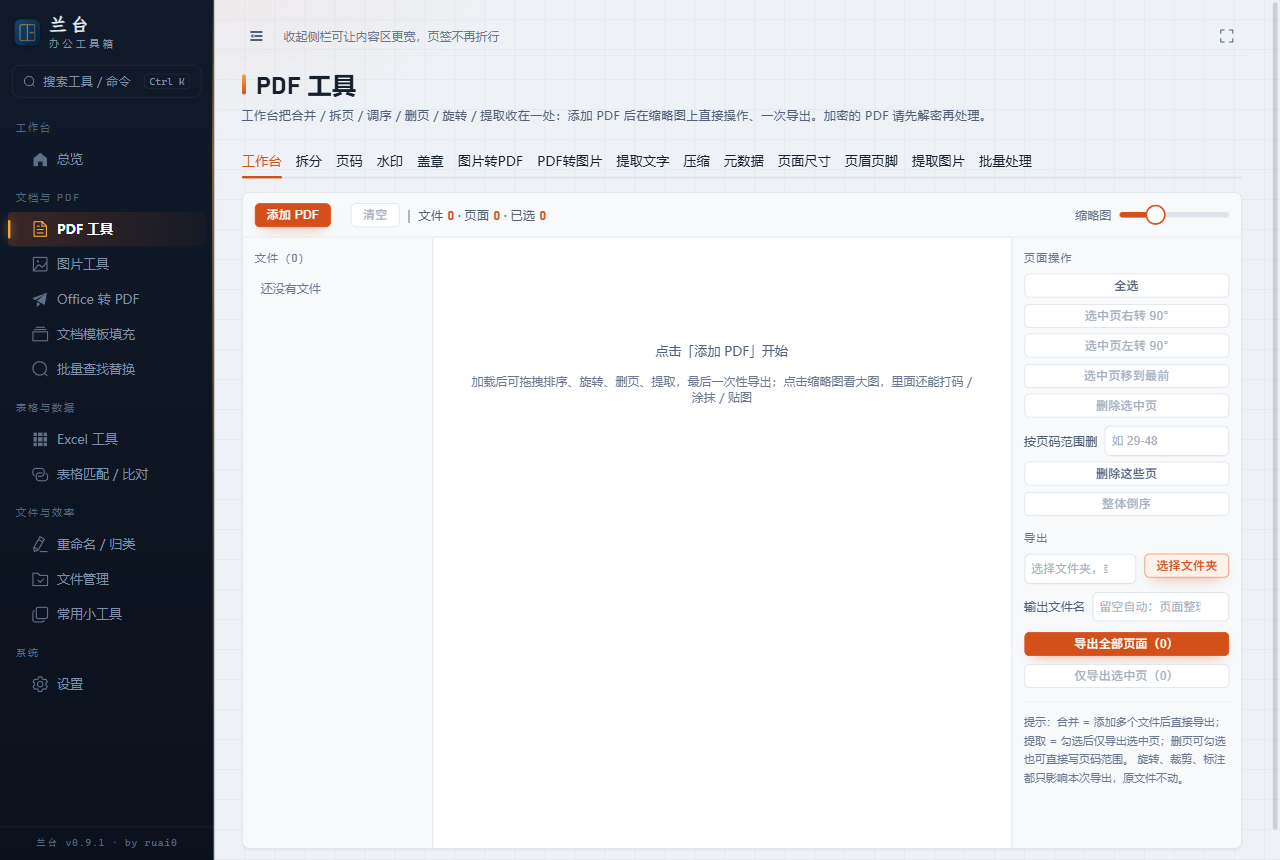 兰台
办公工具箱
搜索工具 / 命令 Ctrl K
工作台
总览
文档与 PDF
PDF 工具
图片工具
Office 转 PDF
文档模板填充
批量查找替换
表格与数据
Excel 工具
表格匹配 / 比对
文件与效率
重命名 / 归类
文件管理
常用小工具
系统
设置
兰台 v0.9.1 · by ruai0
收起侧栏可让内容区更宽，页签不再折行
PDF 工具
工作台把合并 / 拆页 / 调序 / 删页 / 旋转 / 提取收在一处：添加 PDF 后在缩略图上直接操作、一次导出。加密的 PDF 请先解密再处理。
工作台 拆分 页码 水印 盖章 图片转PDF PDF转图片 提取文字 压缩 元数据 页面尺寸 页眉页脚 提取图片 批量处理
添加 PDF 清空 | 文件 0 · 页面 0 · 已选 0 缩略图
文件（0）
还没有文件
点击「添加 PDF」开始
加载后可拖拽排序、旋转、删页、提取，最后一次性导出；点击缩略图看大图，里面还能打码 /
涂抹 / 贴图
页面操作
全选
选中页右转 90°
选中页左转 90°
选中页移到最前
删除选中页
按页码范围删 如 29-48
删除这些页
整体倒序
导出
选择文件夹， 选择文件夹
输出文件名 留空自动：页面整
导出全部页面（0）
仅导出选中页（0）
提示：合并 = 添加多个文件后直接导出；
提取 = 勾选后仅导出选中页；删页可勾选
也可直接写页码范围。 旋转、裁剪、标注
都只影响本次导出，原文件不动。